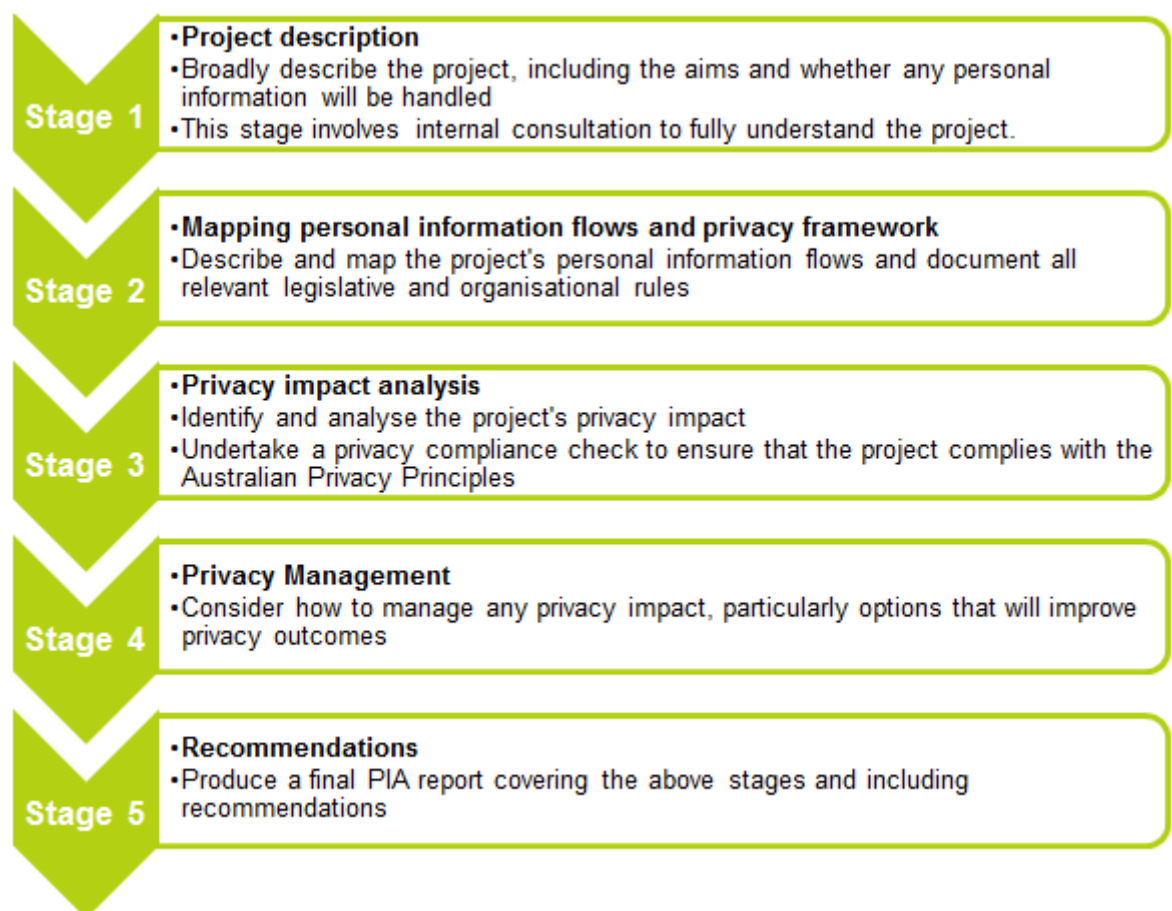 Stage 1
•Project description
•Broadly describe the project, including the aims and whether any personal
information will be handled
•This stage involves internal consultation to fully understand the project.
Stage 2
•Mapping personal information flows and privacy framework
•Describe and map the project's personal information flows and document all
relevant legislative and organisational rules
Stage 3
•Privacy impact analysis
•Identify and analyse the project's privacy impact
•Undertake a privacy compliance check to ensure that the project complies with the
Australian Privacy Principles
Stage 4
•Privacy Management
•Consider how to manage any privacy impact, particularly options that will improve
privacy outcomes
Stage 5
•Recommendations
•Produce a final PIA report covering the above stages and including
recommendations